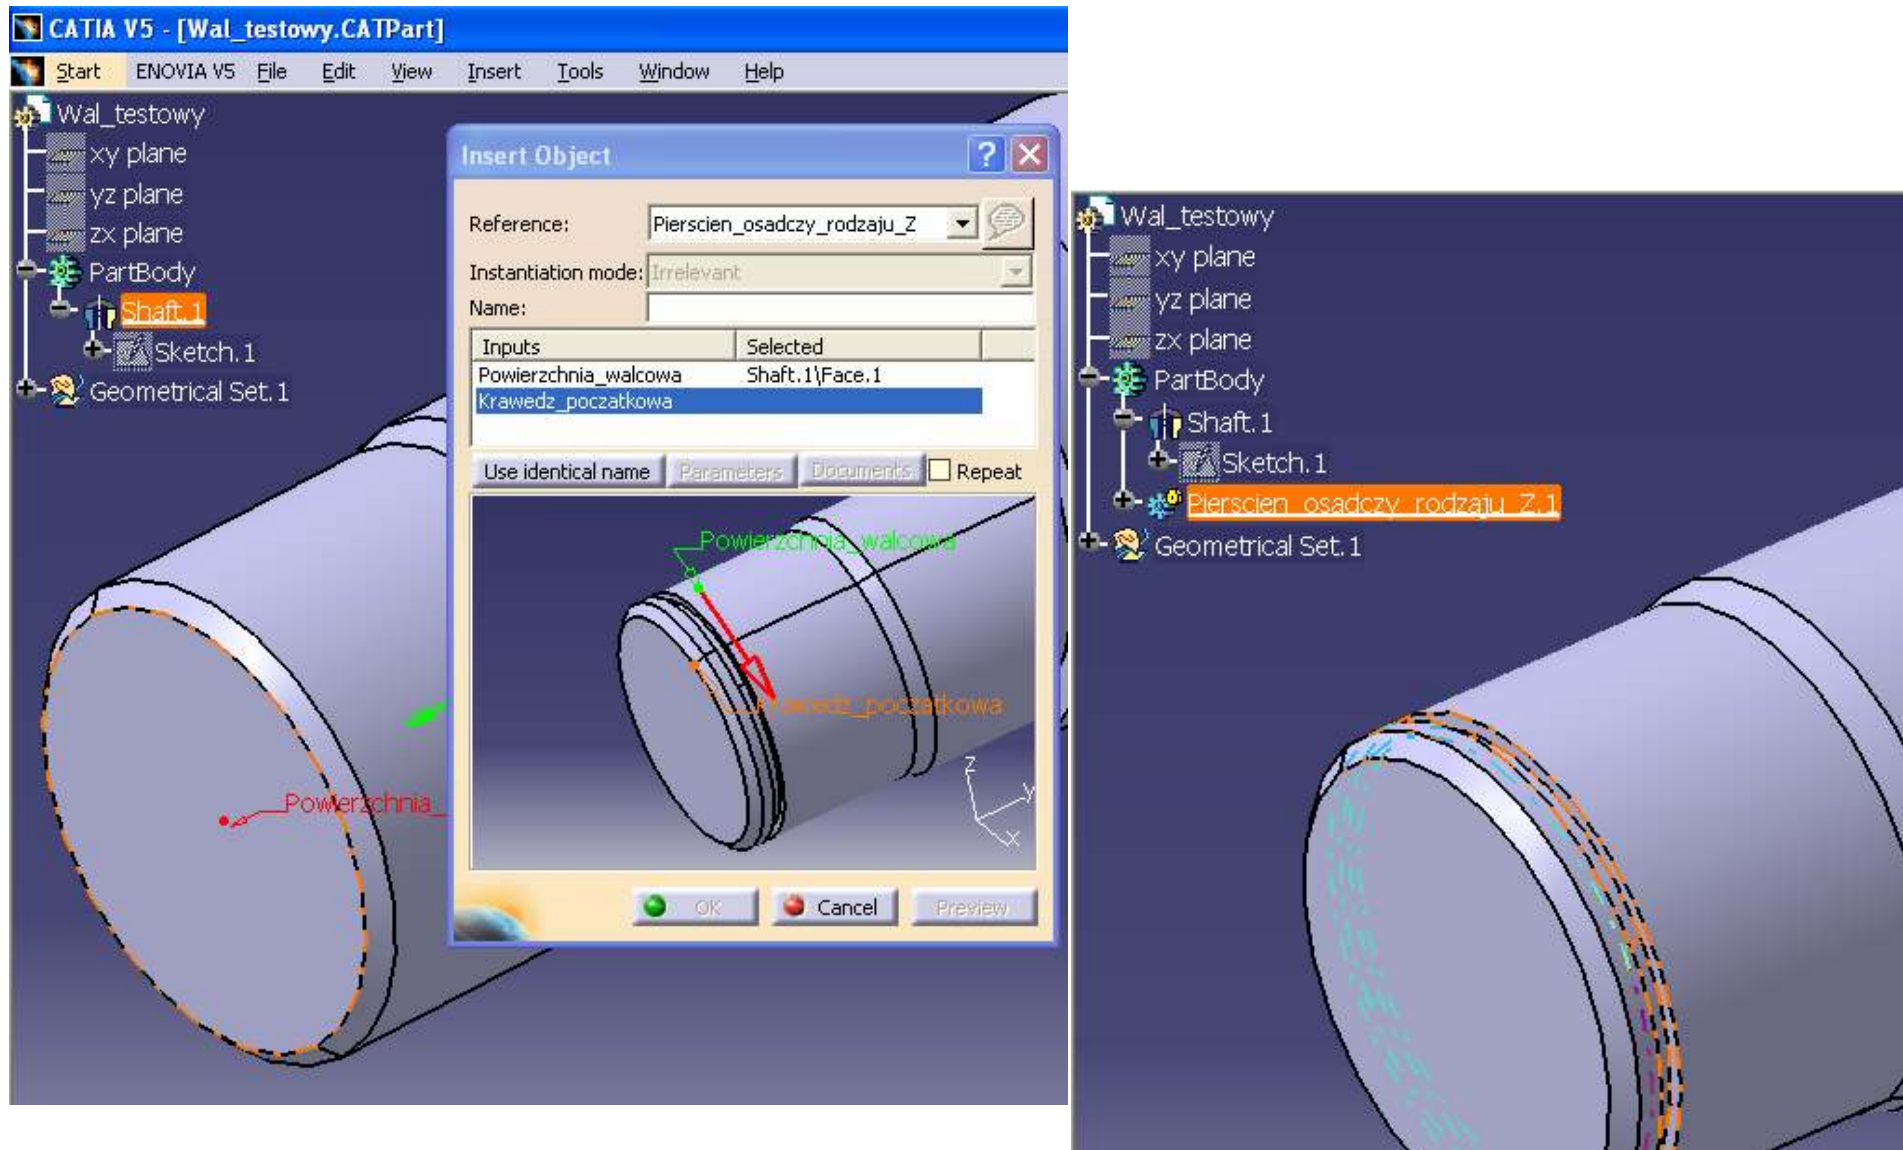 CATIA V5 - [Wal_testowy.CATPart]
Start ENOVIA V5 File Edit View Insert Tools Window Help
Wal_testowy
xy plane
yz plane
zx plane
PartBody
Shaft.1
Sketch.1
Geometrical Set.1
Powierzchnia_
Insert Object
Reference: Pierscien_osadczy_rodzaju_Z
Instantiation mode: Irrelevant
Name:
Inputs Selected
Powierzchnia_walcowa Shaft.1\Face.1
Krawedz_poczatkowa
Use identical name Parameters Documents Repeat
Powierzchnia_walcowa
Krawedz_poczatkowa
Z
Y
X
OK Cancel Preview
Wal_testowy
xy plane
yz plane
zx plane
PartBody
Shaft.1
Sketch.1
Pierscien_osadczy_rodzaju_Z.1
Geometrical Set.1